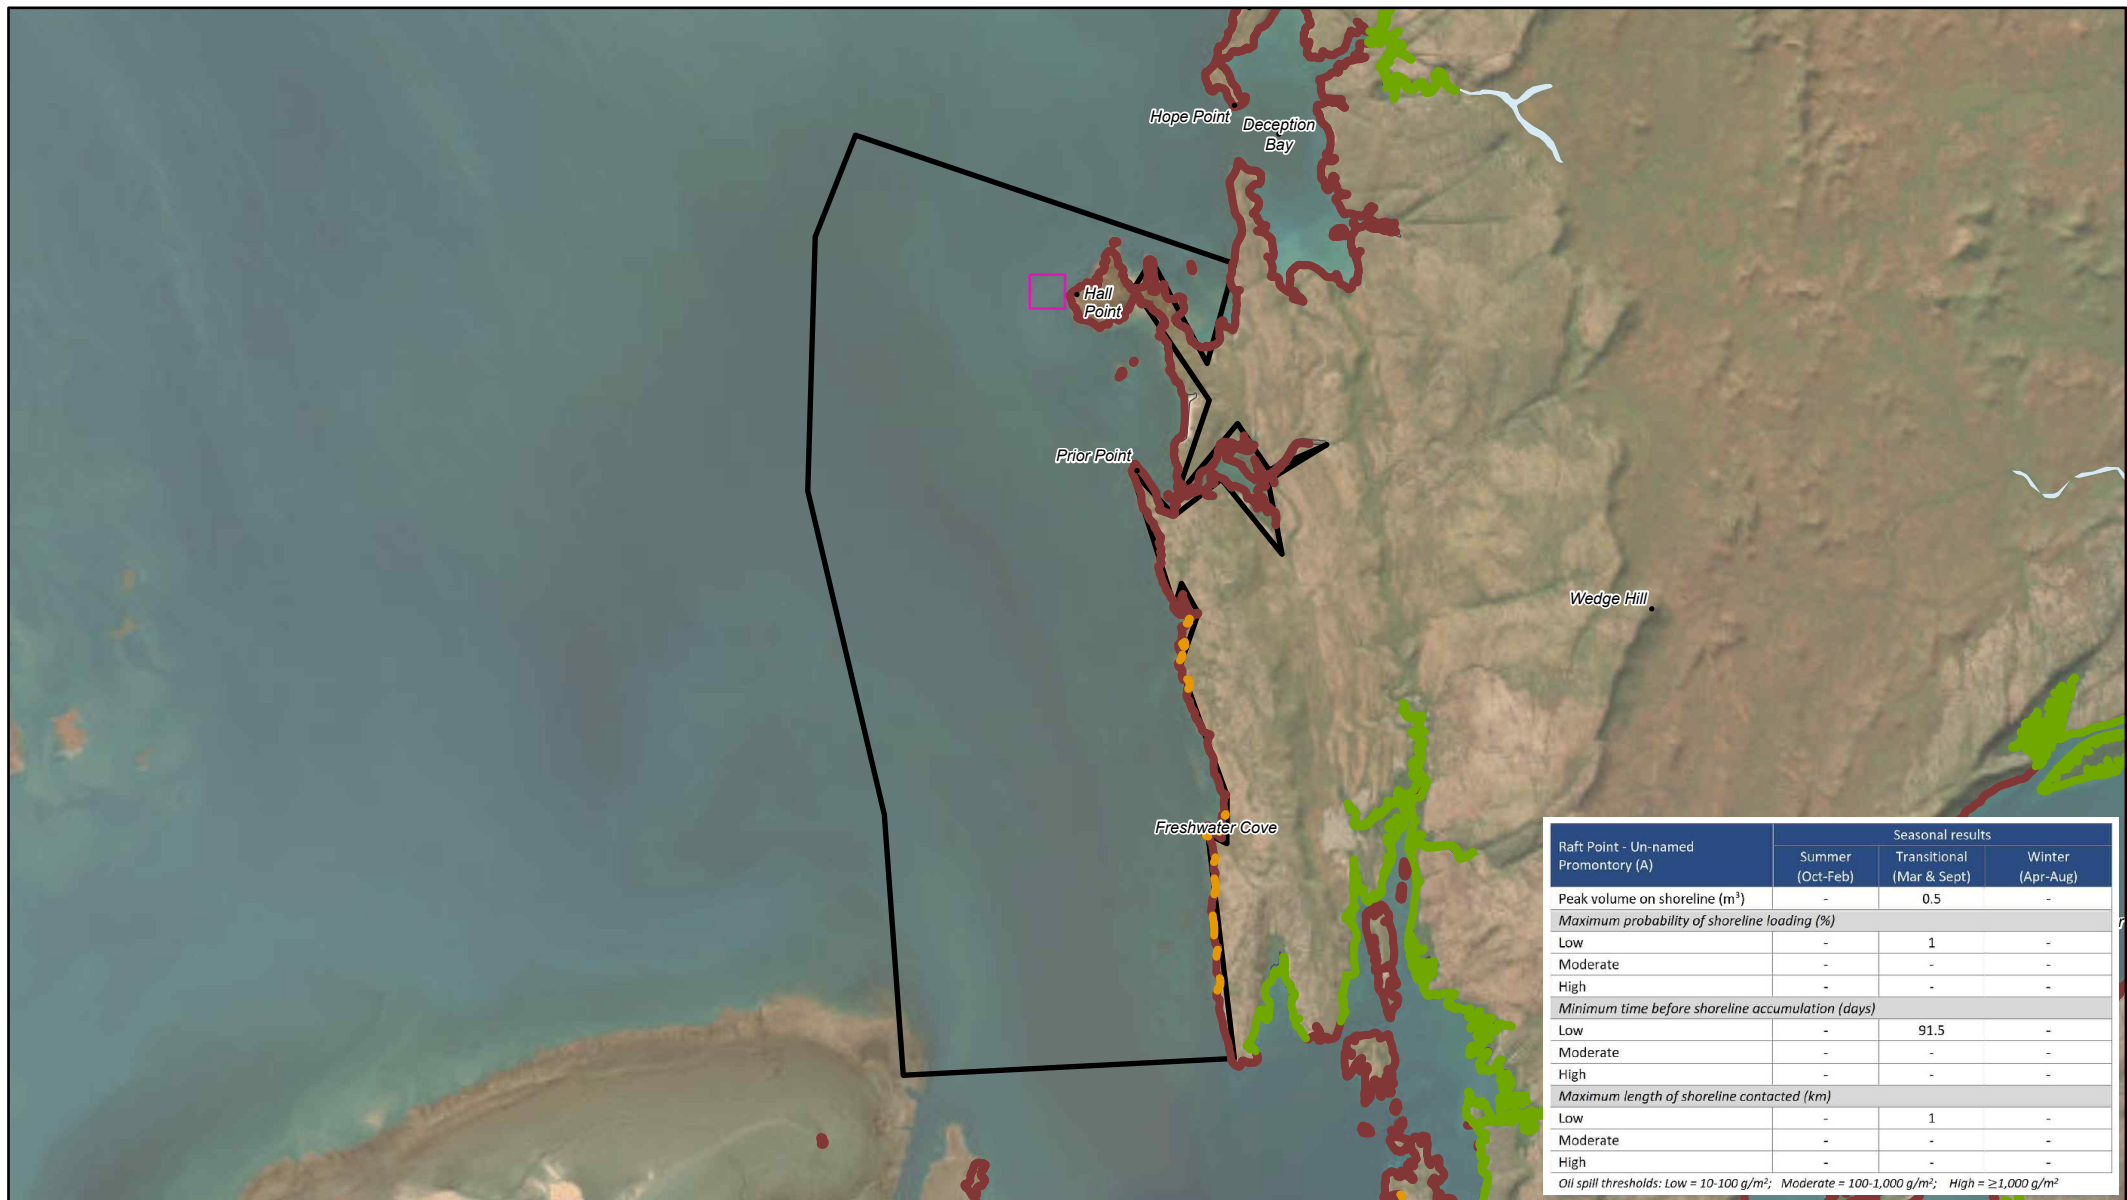 Hope Point
Deception
Bay
Hall
Point
Prior Point
Wedge Hill
Freshwater Cove
Raft Point - Un-named
Promontory (A)
Seasonal results
Summer
(Oct-Feb)
Transitional
(Mar & Sept)
Winter
(Apr-Aug)
Peak volume on shoreline (m³) - 0.5 -
Maximum probability of shoreline loading (%)
Low - 1 -
Moderate - - -
High - - -
Minimum time before shoreline accumulation (days)
Low - 91.5 -
Moderate - - -
High - - -
Maximum length of shoreline contacted (km)
Low - 1 -
Moderate - - -
High - - -
Oil spill thresholds: Low = 10-100 g/m²; Moderate = 100-1,000 g/m²; High = ≥1,000 g/m²